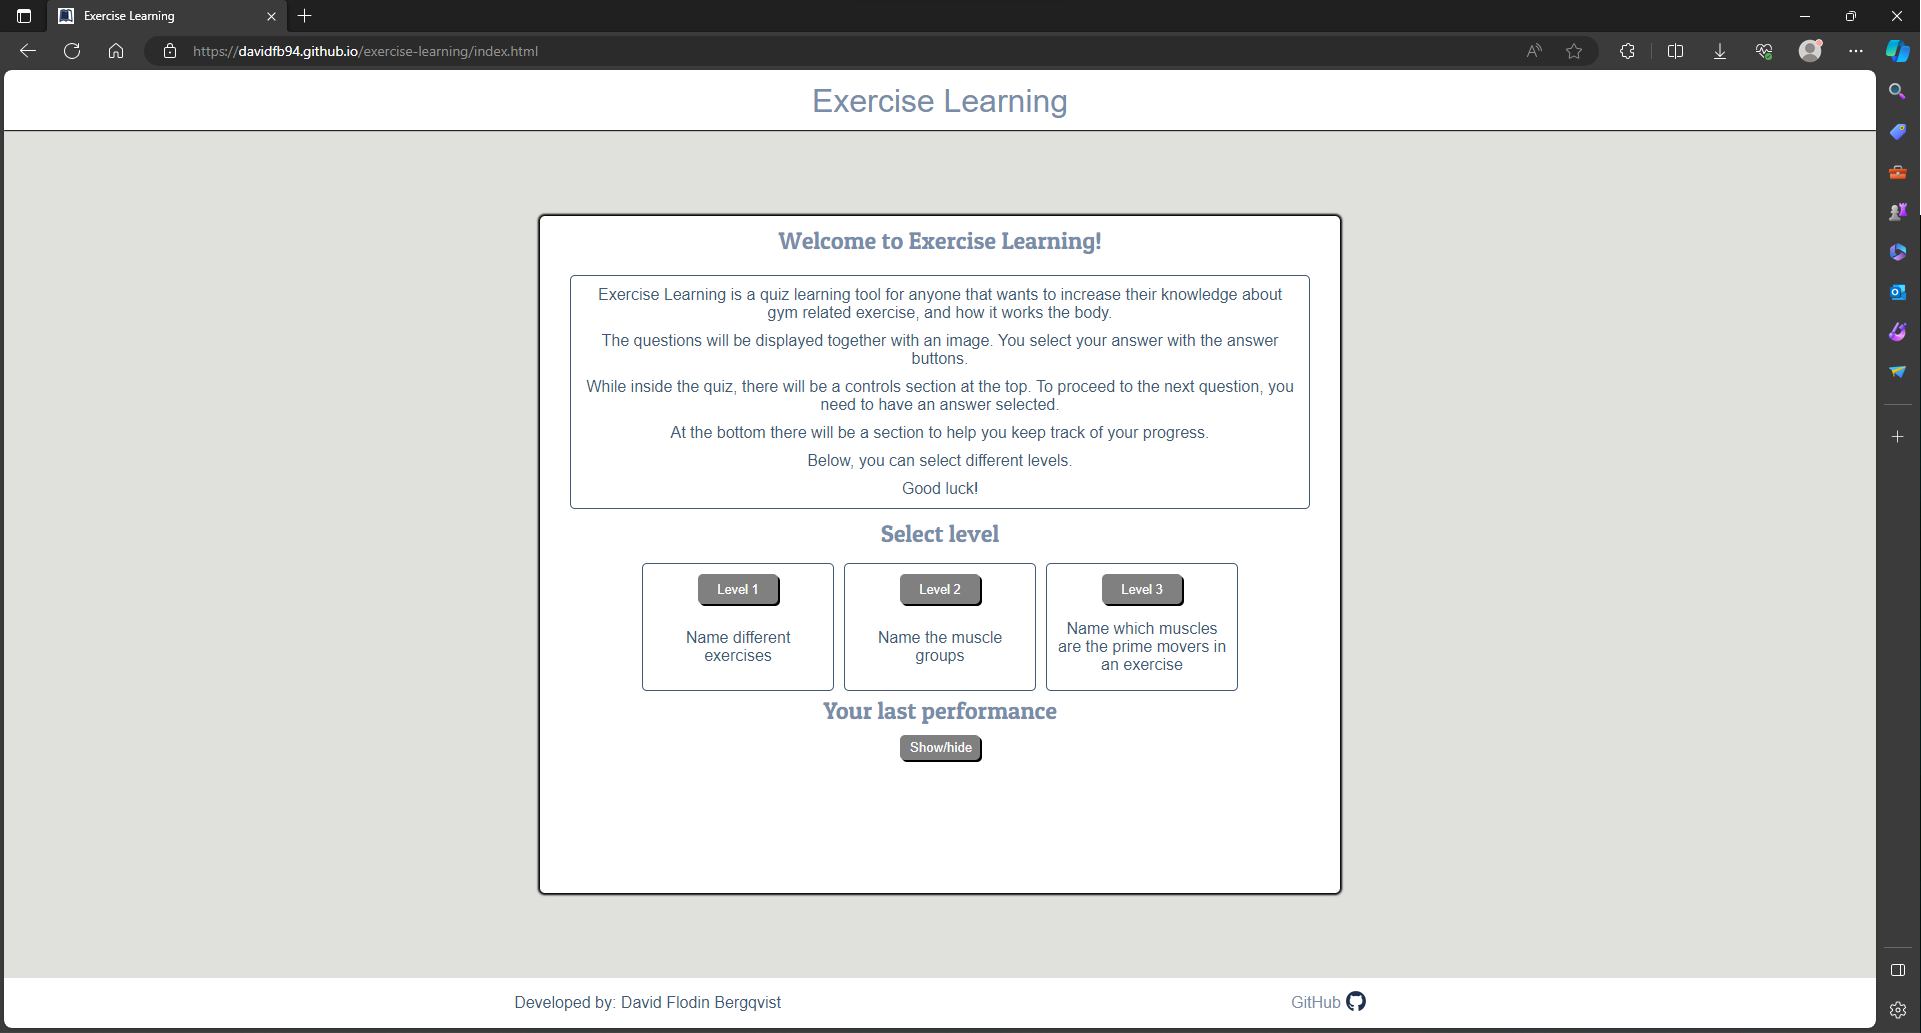 Exercise Learning
https://davidfb94.github.io/exercise-learning/index.html
Exercise Learning
Welcome to Exercise Learning!
Exercise Learning is a quiz learning tool for anyone that wants to increase their knowledge about
gym related exercise, and how it works the body.
The questions will be displayed together with an image. You select your answer with the answer
buttons.
While inside the quiz, there will be a controls section at the top. To proceed to the next question, you
need to have an answer selected.
At the bottom there will be a section to help you keep track of your progress.
Below, you can select different levels.
Good luck!
Select level
Level 1
Name different
exercises
Level 2
Name the muscle
groups
Level 3
Name which muscles
are the prime movers in
an exercise
Your last performance
Show/hide
Developed by: David Flodin Bergqvist
GitHub